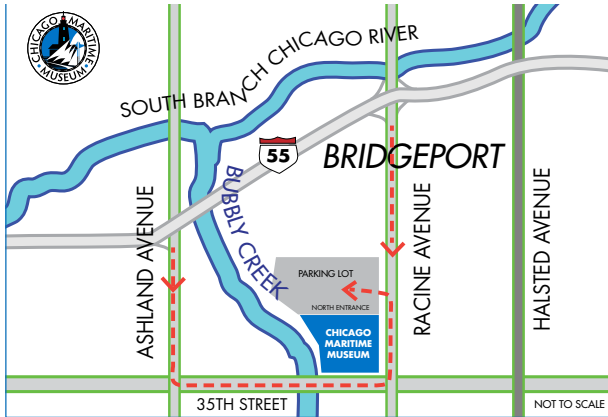 CHICAGO MARITIME
MUSEUM
SOUTH BRANCH CHICAGO RIVER
55
BRIDGEPORT
BUBBLY CREEK
ASHLAND AVENUE
RACINE AVENUE
HALSTED AVENUE
PARKING LOT
NORTH ENTRANCE
CHICAGO
MARITIME
MUSEUM
35TH STREET
NOT TO SCALE